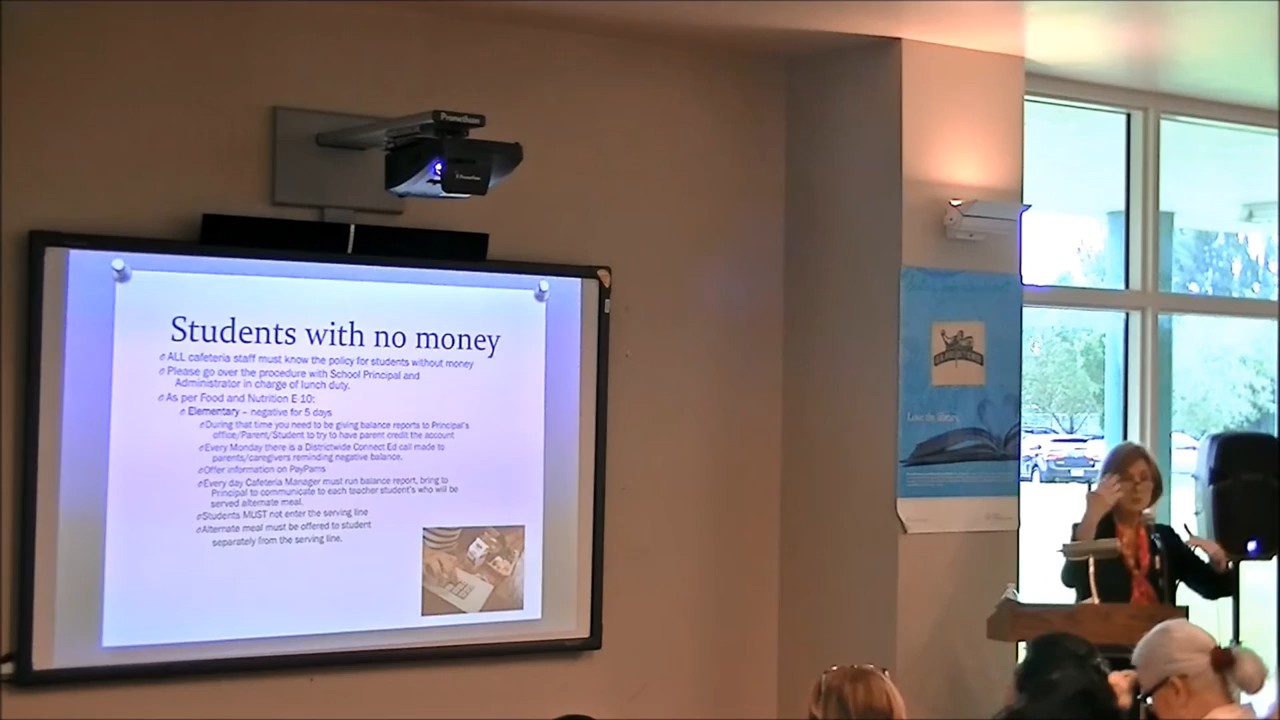 Promethean
Promethean
Students with no money
ALL cafeteria staff must know the policy for students without money
Please go over the procedure with School Principal and
Administrator in charge of lunch duty.
As per Food and Nutrition E-10:
Elementary – negative for 5 days
During that time you need to be giving balance reports to Principal's
office/Parent/Student to try to have parent credit the account
Every Monday there is a Districtwide Connect Ed call made to
parents/caregivers reminding negative balance.
Offer information on PayPams
Every day Cafeteria Manager must run balance report, bring to
Principal to communicate to each teacher student's who will be
served alternate meal.
Students MUST not enter the serving line
Alternate meal must be offered to student
separately from the serving line.